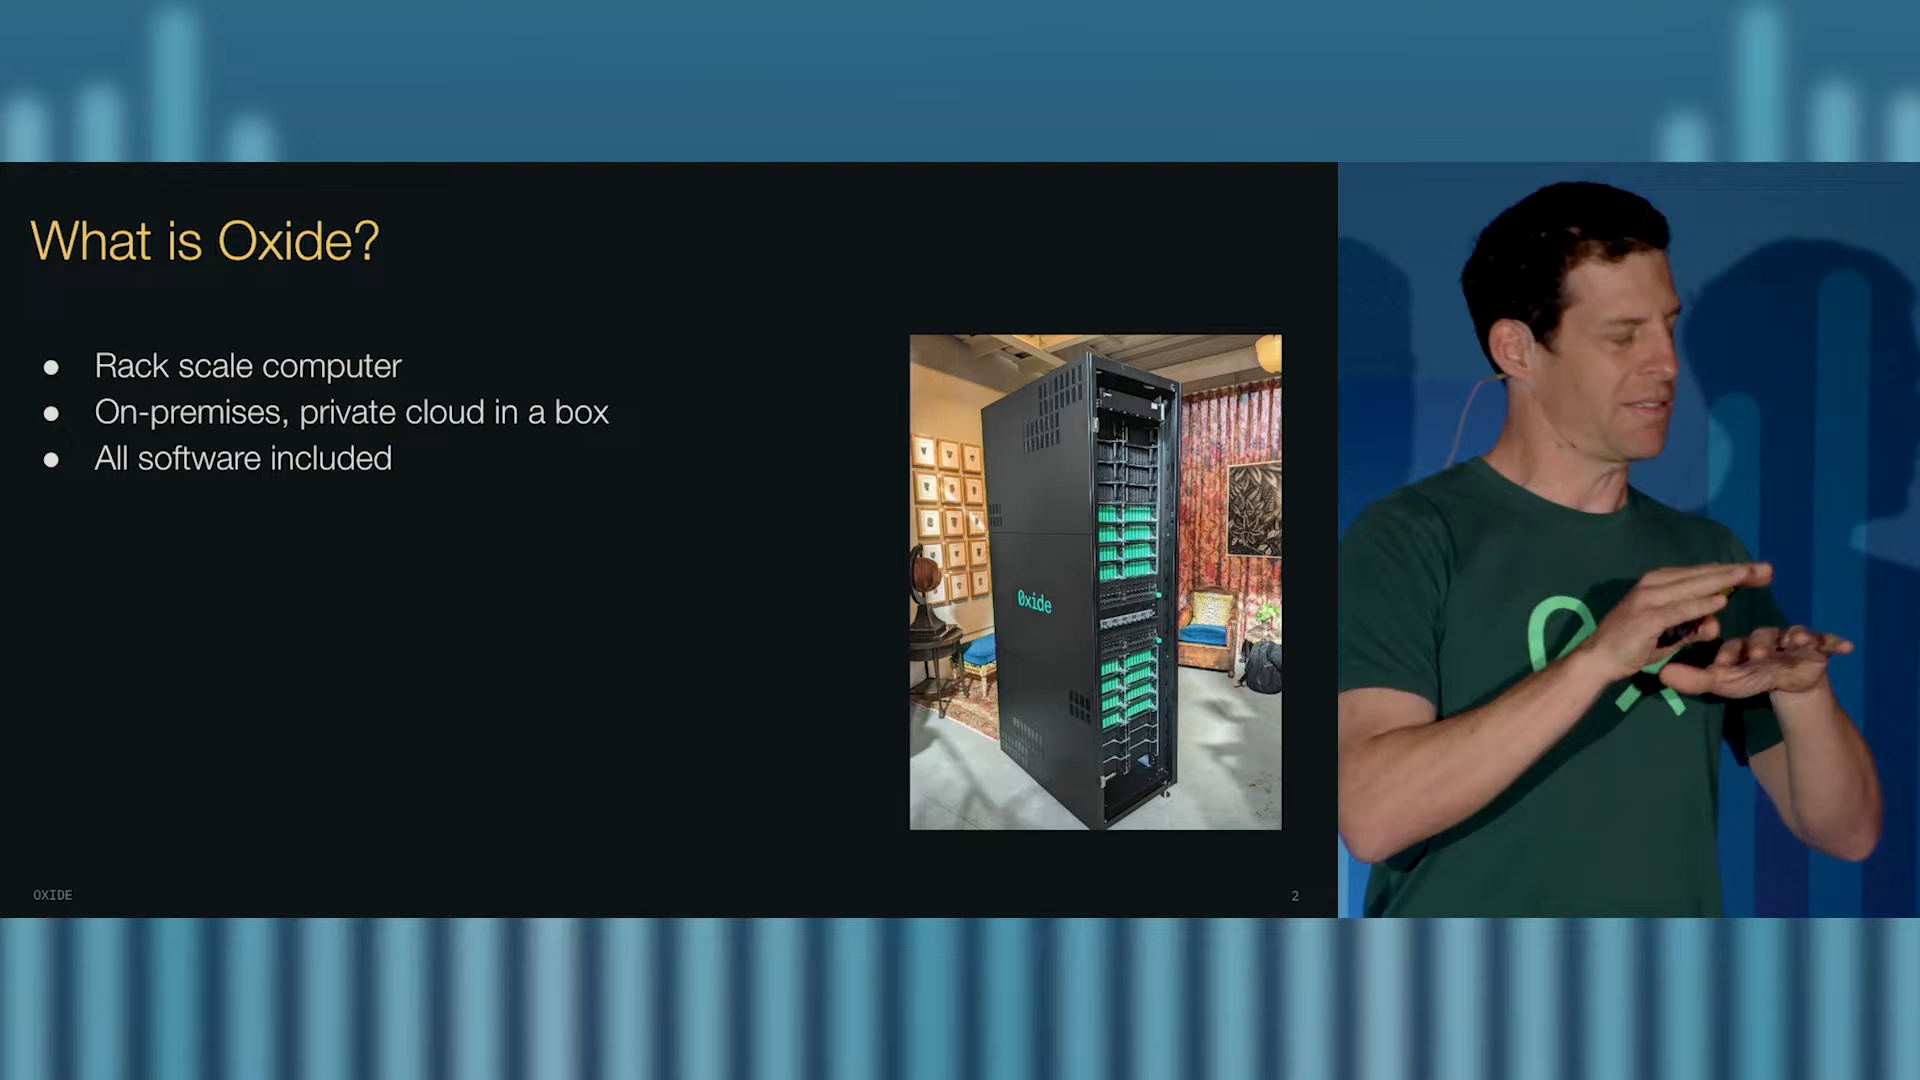 What is Oxide?
● Rack scale computer
● On-premises, private cloud in a box
● All software included
0xide
OXIDE
2